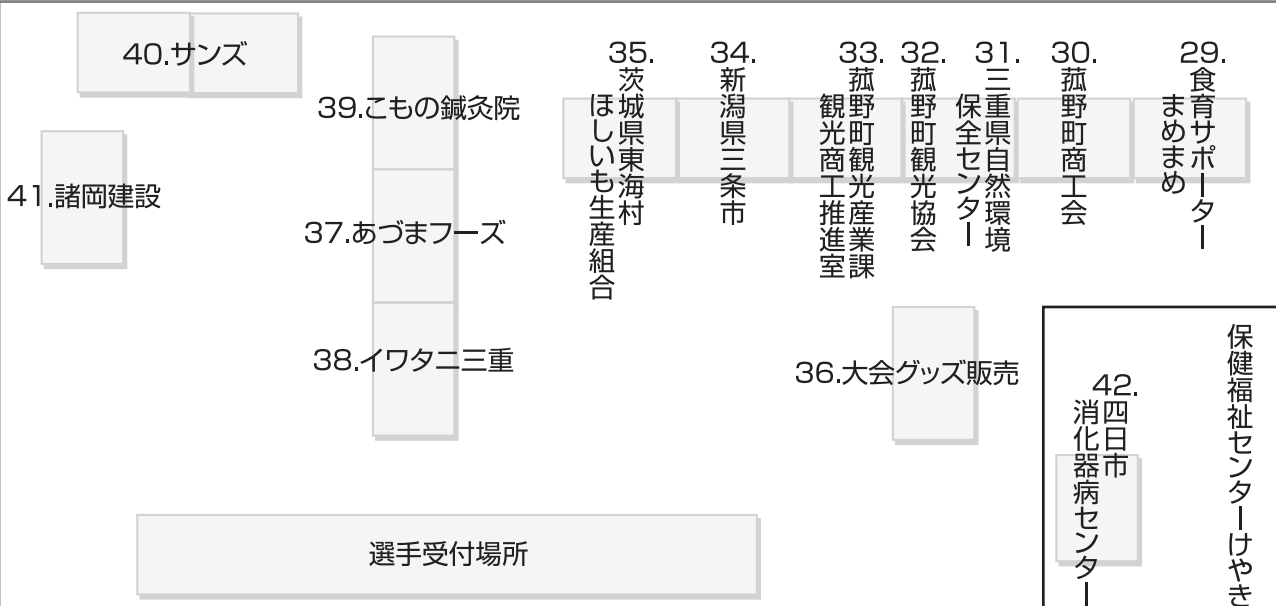 40.サンズ
39.こもの鍼灸院
41.諸岡建設
37.あづまフーズ
38.イワタニ三重
35.
茨城県東海村
ほしいも生産組合
34.
新潟県三条市
33.
菰野町観光産業課
観光商工推進室
32.
菰野町観光協会
31.
三重県自然環境
保全センター
30.
菰野町商工会
29.
食育サポーター
まめまめ
36.大会グッズ販売
42.
四日市
消化器病センター
保健福祉センターけやき
選手受付場所